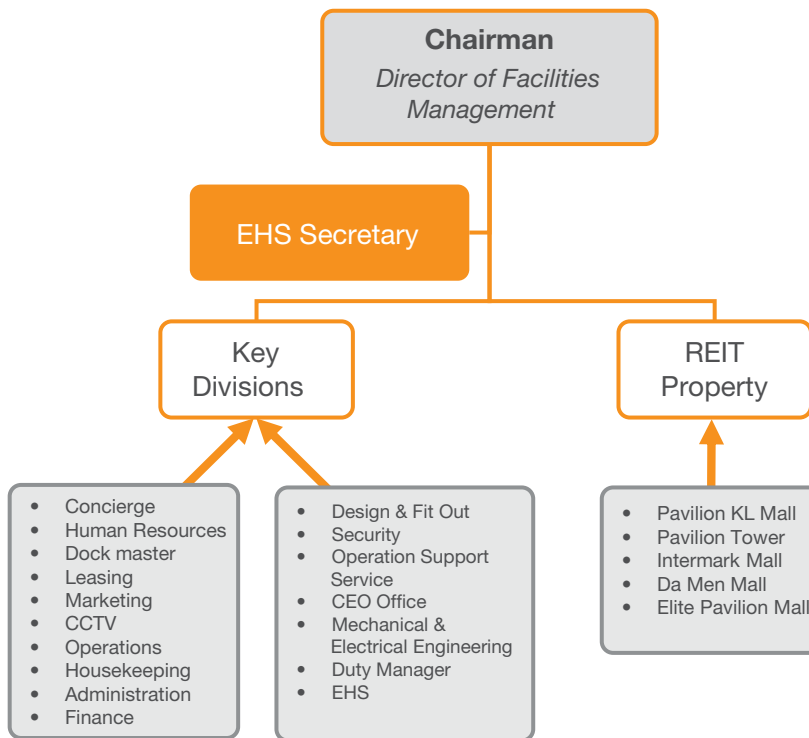 Chairman
Director of Facilities
Management
EHS Secretary
Key
Divisions
REIT
Property
• Concierge
• Human Resources
• Dock master
• Leasing
• Marketing
• CCTV
• Operations
• Housekeeping
• Administration
• Finance
• Design & Fit Out
• Security
• Operation Support
Service
• CEO Office
• Mechanical &
Electrical Engineering
• Duty Manager
• EHS
• Pavilion KL Mall
• Pavilion Tower
• Intermark Mall
• Da Men Mall
• Elite Pavilion Mall